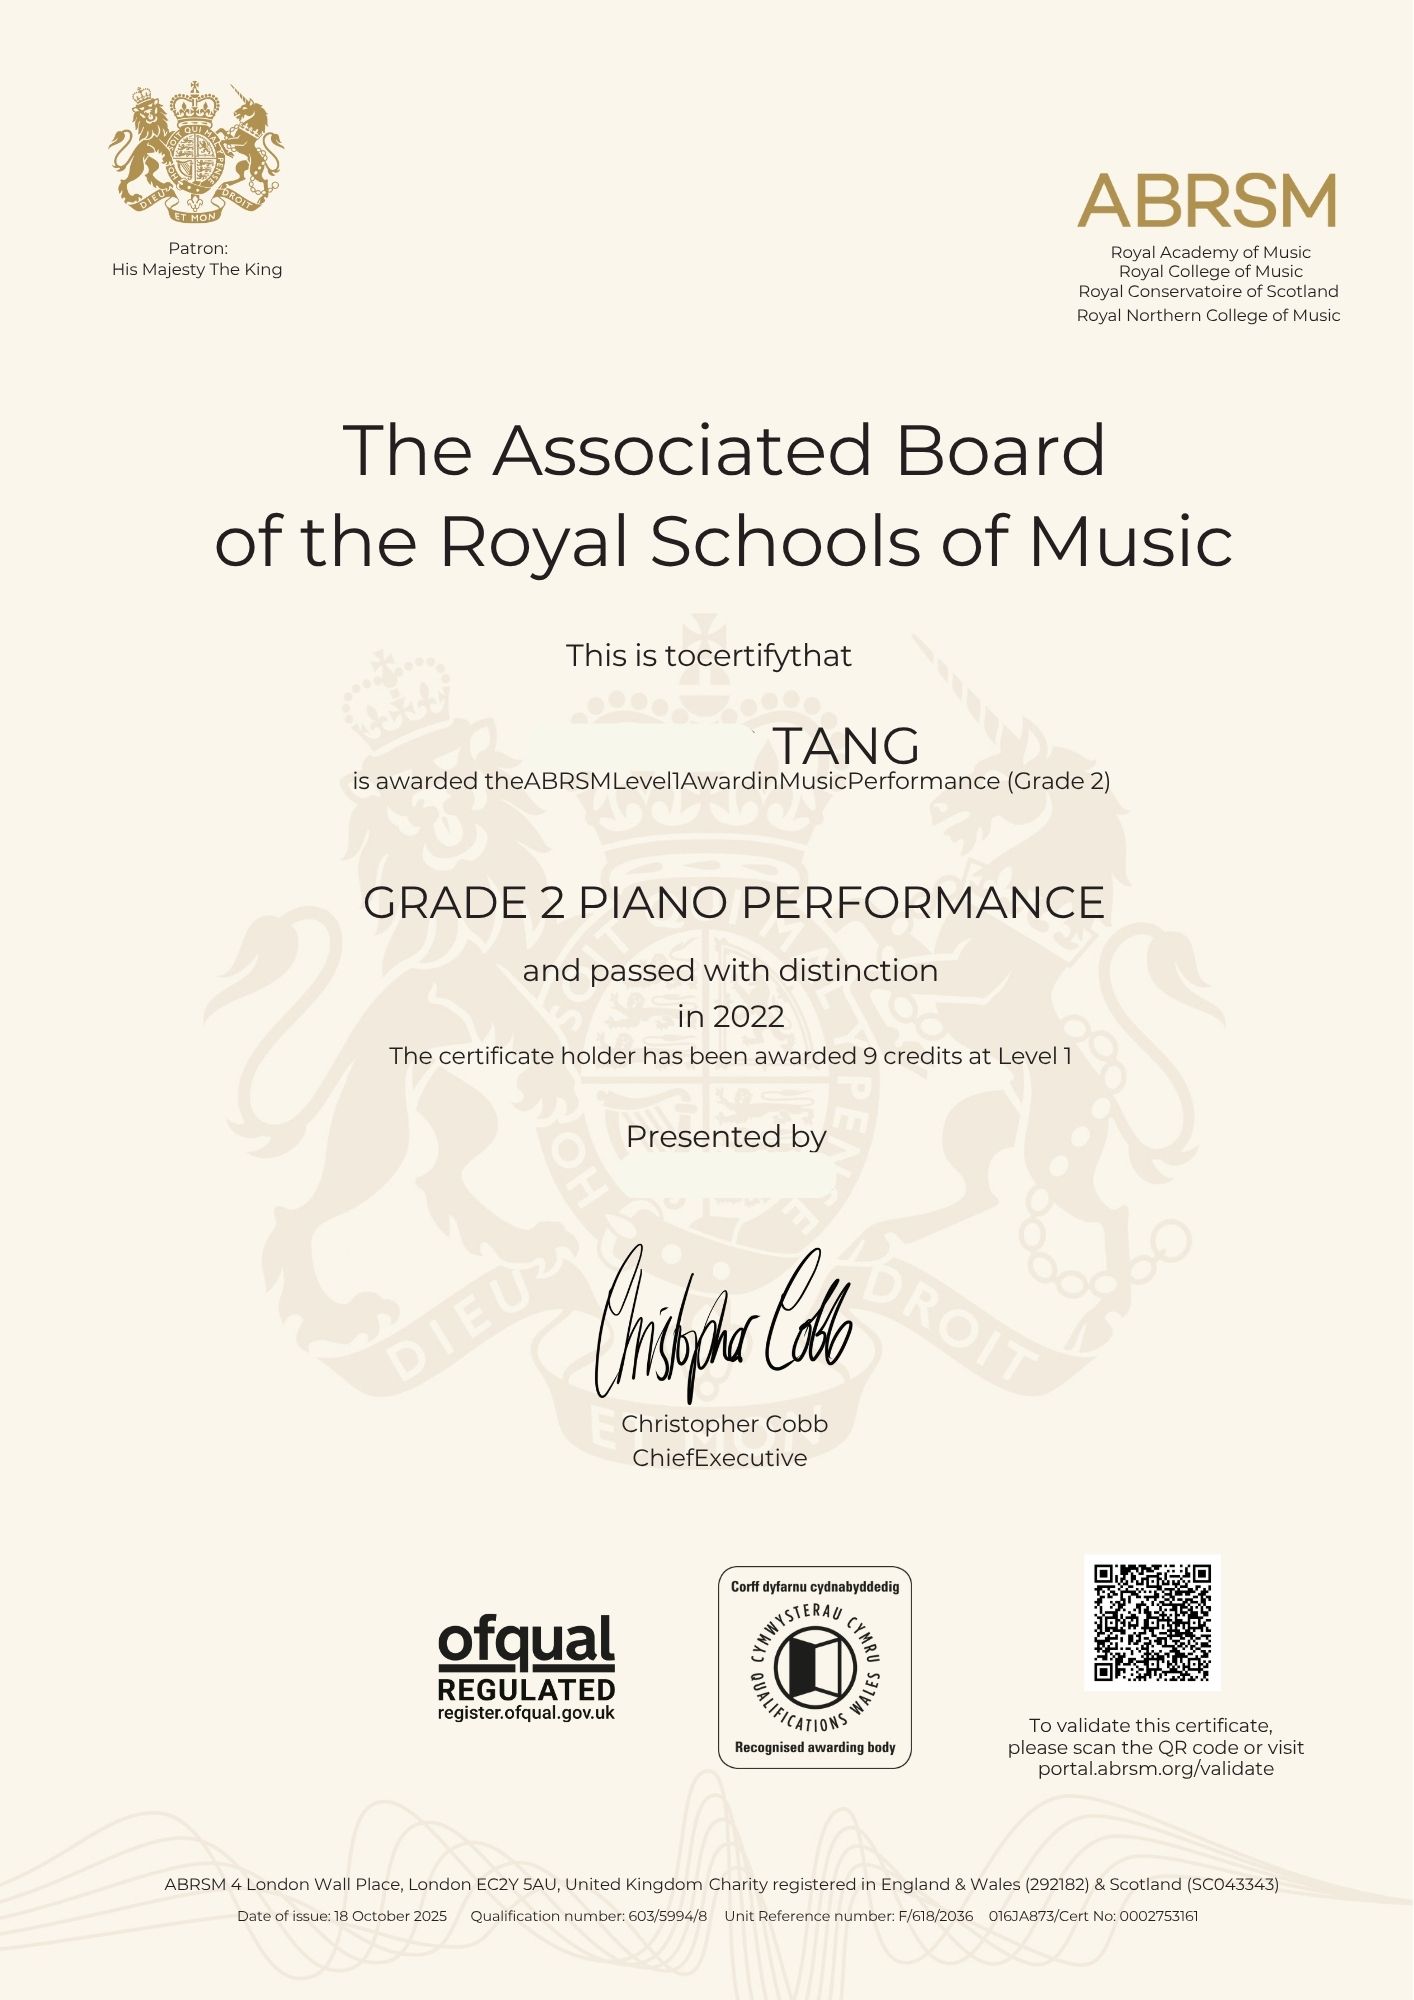 SOIT QUI MAL Y PENSE
HONI
DIEU ET MON DROIT
Patron:
His Majesty The King
ABRSM
Royal Academy of Music
Royal College of Music
Royal Conservatoire of Scotland
Royal Northern College of Music
The Associated Board
of the Royal Schools of Music
This is tocertifythat
TANG
is awarded theABRSMLevel1AwardinMusicPerformance (Grade 2)
GRADE 2 PIANO PERFORMANCE
and passed with distinction
in 2022
The certificate holder has been awarded 9 credits at Level 1
Presented by
DIEU ET MON DROIT
Christopher Cobb
Christopher Cobb
ChiefExecutive
ofqual
REGULATED
register.ofqual.gov.uk
Corff dyfarnu cydnabyddedig
CYMWYSTERAU CYMRU
QUALIFICATIONS WALES
Recognised awarding body
To validate this certificate,
please scan the QR code or visit
portal.abrsm.org/validate
ABRSM 4 London Wall Place, London EC2Y 5AU, United Kingdom Charity registered in England & Wales (292182) & Scotland (SC043343)
Date of issue: 18 October 2025 Qualification number: 603/5994/8 Unit Reference number: F/618/2036 016JA873/Cert No: 0002753161